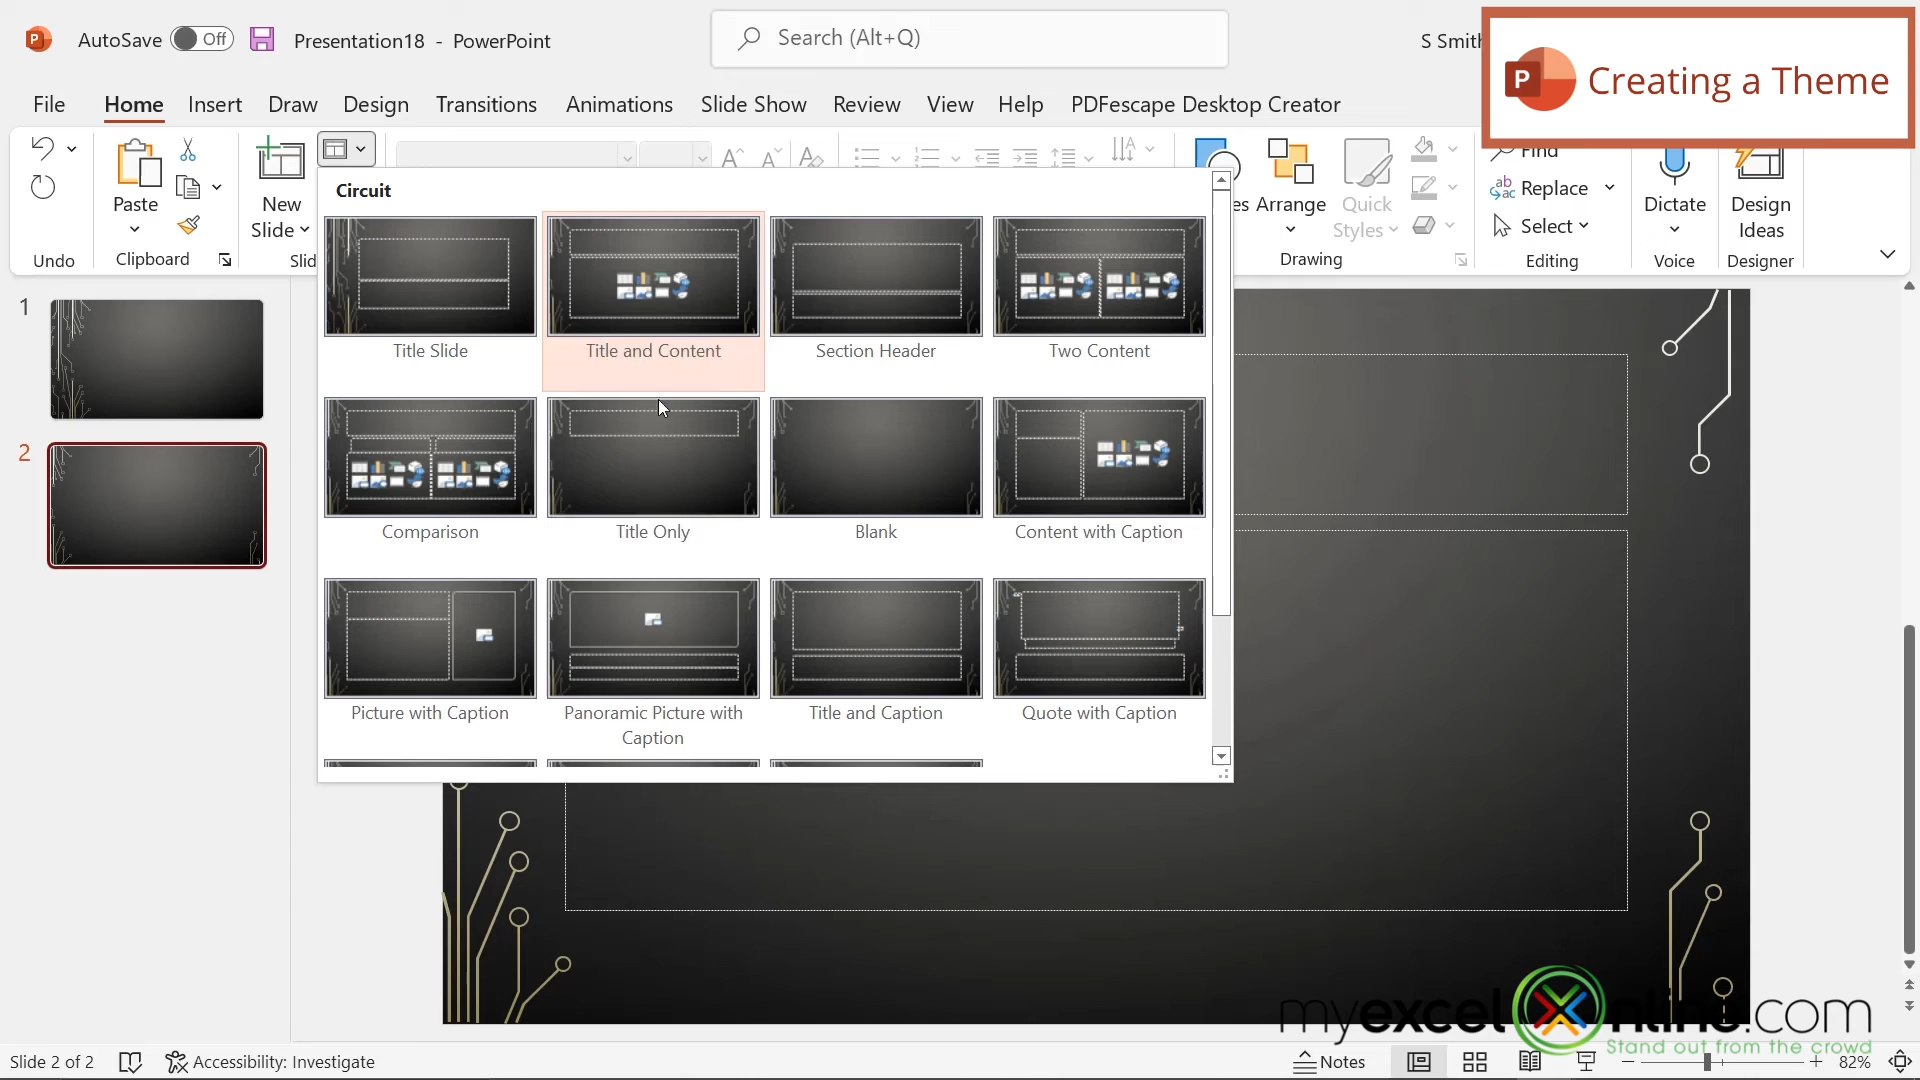 AutoSave Off Presentation18 - PowerPoint
Search (Alt+Q)
S Smith
P Creating a Theme
File Home Insert Draw Design Transitions Animations Slide Show Review View Help PDFescape Desktop Creator
Paste
New
Slide
Arrange
Quick
Styles
Find
Replace
Select
Dictate
Design
Ideas
Undo
Clipboard
Drawing
Editing
Voice
Designer
Circuit
Title Slide
Title and Content
Section Header
Two Content
Comparison
Title Only
Blank
Content with Caption
Picture with Caption
Panoramic Picture with
Caption
Title and Caption
Quote with Caption
1
2
myexcelonline.com
Stand out from the crowd
Slide 2 of 2
Accessibility: Investigate
Notes
82%